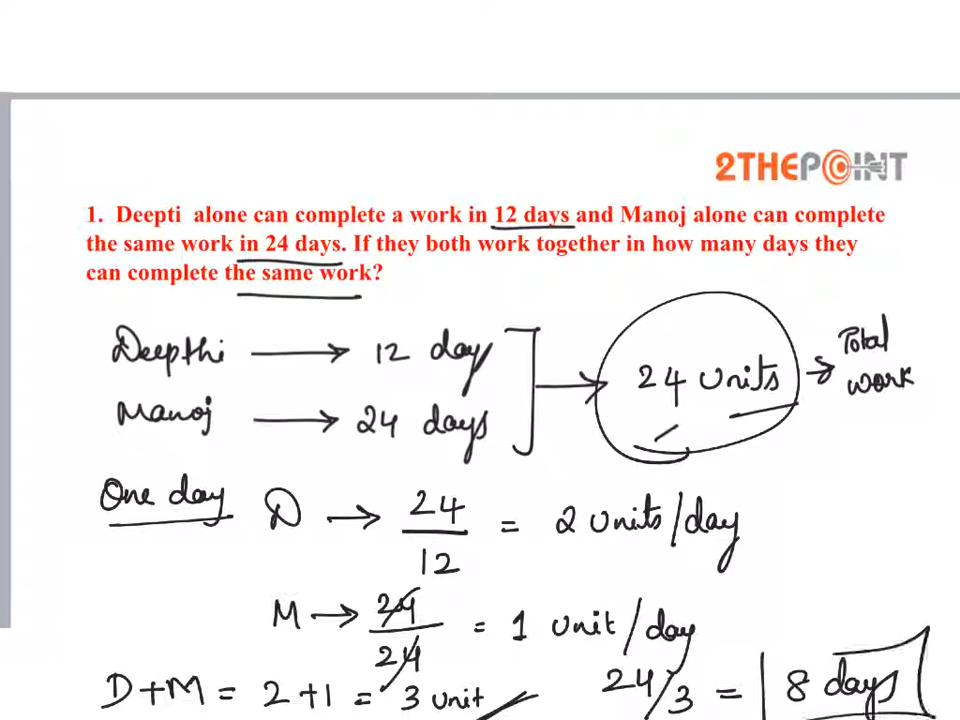 2THEPOINT
1. Deepti alone can complete a work in 12 days and Manoj alone can complete
the same work in 24 days. If they both work together in how many days they
can complete the same work?
Deepthi → 12 day
Manoj → 24 days
24 units → Total work
One day D → 24/12 = 2 units/day
M → 24/24 = 1 unit/day
D+M = 2+1 = 3 unit
24/3 = 8 days